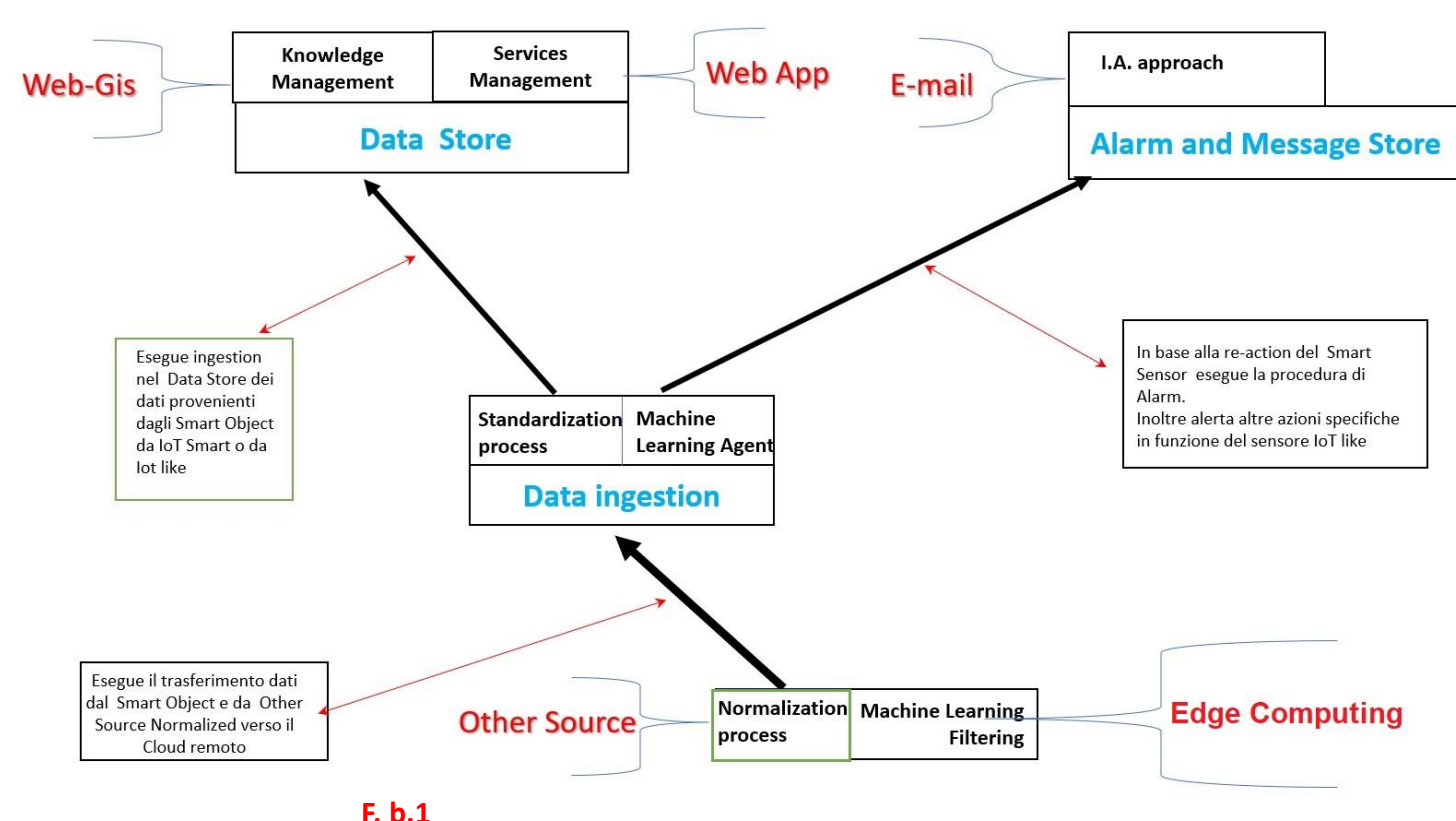 Web-Gis
Knowledge
Management
Services
Management
Data Store
Web App
E-mail
I.A. approach
Alarm and Message Store
Esegue ingestion
nel Data Store dei
dati provenienti
dagli Smart Object
da IoT Smart o da
Iot like
In base alla re-action del Smart
Sensor esegue la procedura di
Alarm.
Inoltre alerta altre azioni specifiche
in funzione del sensore IoT like
Standardization
process
Machine
Learning Agent
Data ingestion
Esegue il trasferimento dati
dal Smart Object e da Other
Source Normalized verso il
Cloud remoto
Other Source
Normalization
process
Machine Learning
Filtering
Edge Computing
F. b.1